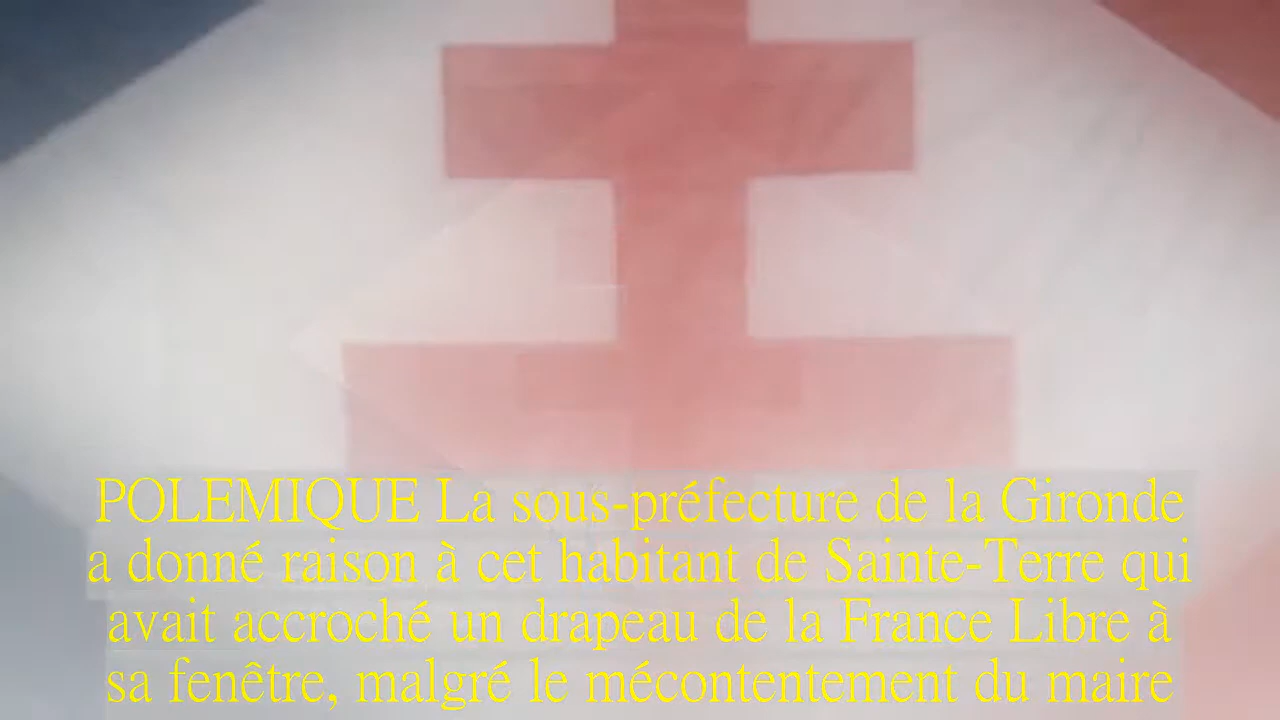 POLEMIQUE La sous-préfecture de la Gironde
a donné raison à cet habitant de Sainte-Terre qui
avait accroché un drapeau de la France Libre à
sa fenêtre, malgré le mécontentement du maire